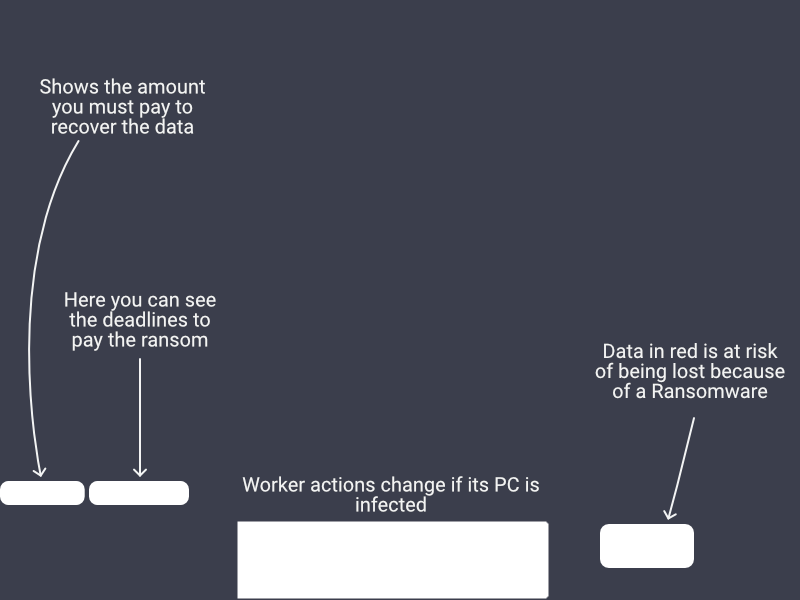 Shows the amount
you must pay to
recover the data
Here you can see
the deadlines to
pay the ransom
Data in red is at risk
of being lost because
of a Ransomware
Worker actions change if its PC is
infected